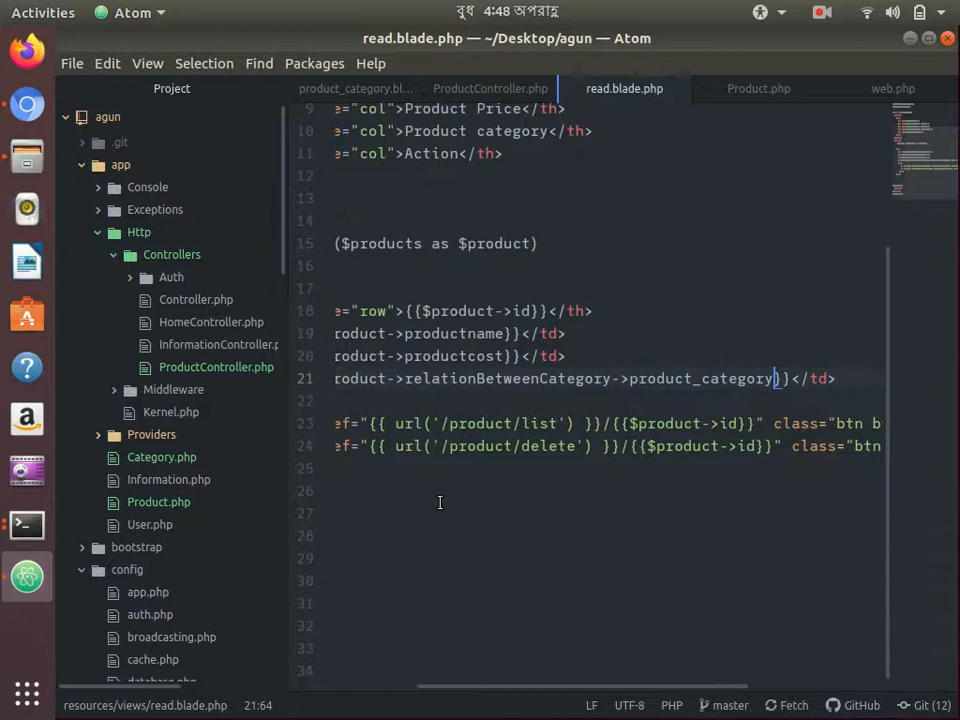 Activities Atom বুধ 4:48 অপরাহ্ণ
read.blade.php — ~/Desktop/agun — Atom
File Edit View Selection Find Packages Help
Project
product_category.bl... ProductController.php read.blade.php Product.php web.php
agun
.git
app
Console
Exceptions
Http
Controllers
Auth
Controller.php
HomeController.php
InformationController.p
ProductController.php
Middleware
Kernel.php
Providers
Category.php
Information.php
Product.php
User.php
bootstrap
config
app.php
auth.php
broadcasting.php
cache.php
database.php
9 e="col">Product Price</th>
10 e="col">Product category</th>
11 e="col">Action</th>
12
13
14
15 ($products as $product)
16
17
18 e="row">{{$product->id}}</th>
19 roduct->productname}}</td>
20 roduct->productcost}}</td>
21 roduct->relationBetweenCategory->product_category}}</td>
22
23 ef="{{ url('/product/list') }}/{{$product->id}}" class="btn b
24 ef="{{ url('/product/delete') }}/{{$product->id}}" class="btn
25
26
27
28
29
30
31
32
33
34
resources/views/read.blade.php 21:64 LF UTF-8 PHP master Fetch GitHub Git (12)